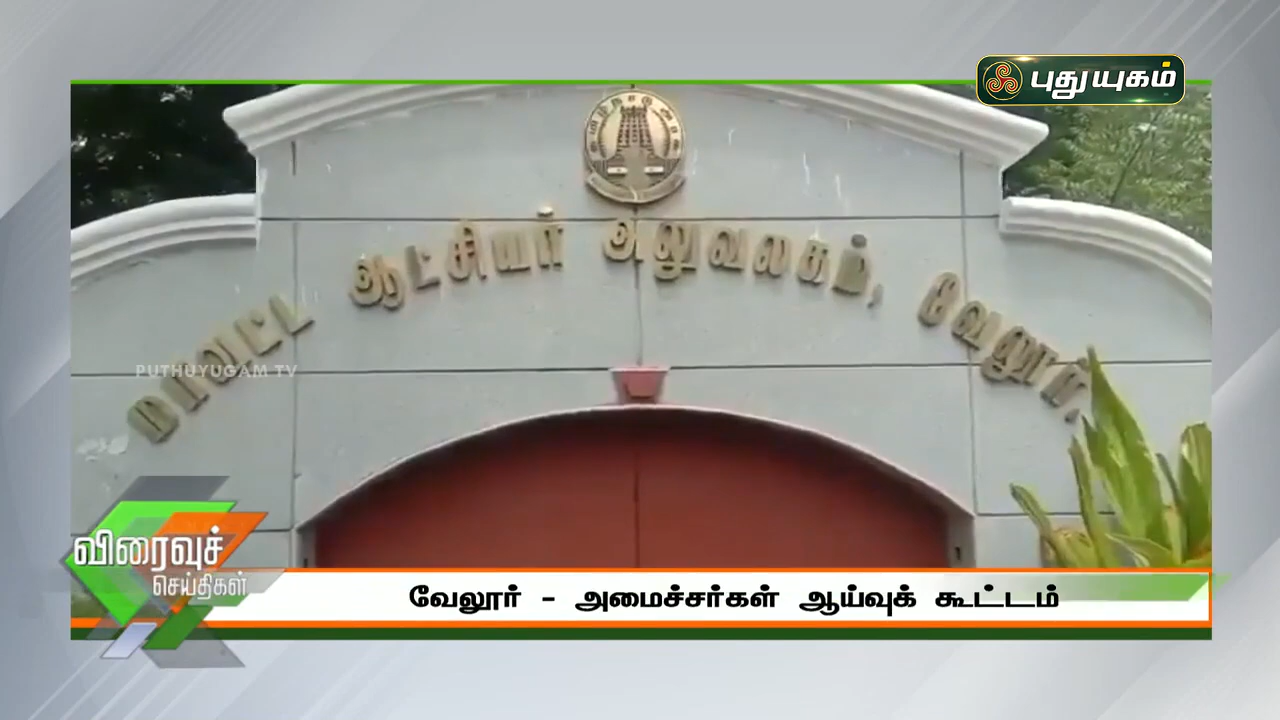 புதுயுகம்
மாவட்ட ஆட்சியர் அலுவலகம், வேலூர்.
PUTHUYUGAM TV
விரைவுச்
செய்திகள்
வேலூர் - அமைச்சர்கள் ஆய்வுக் கூட்டம்